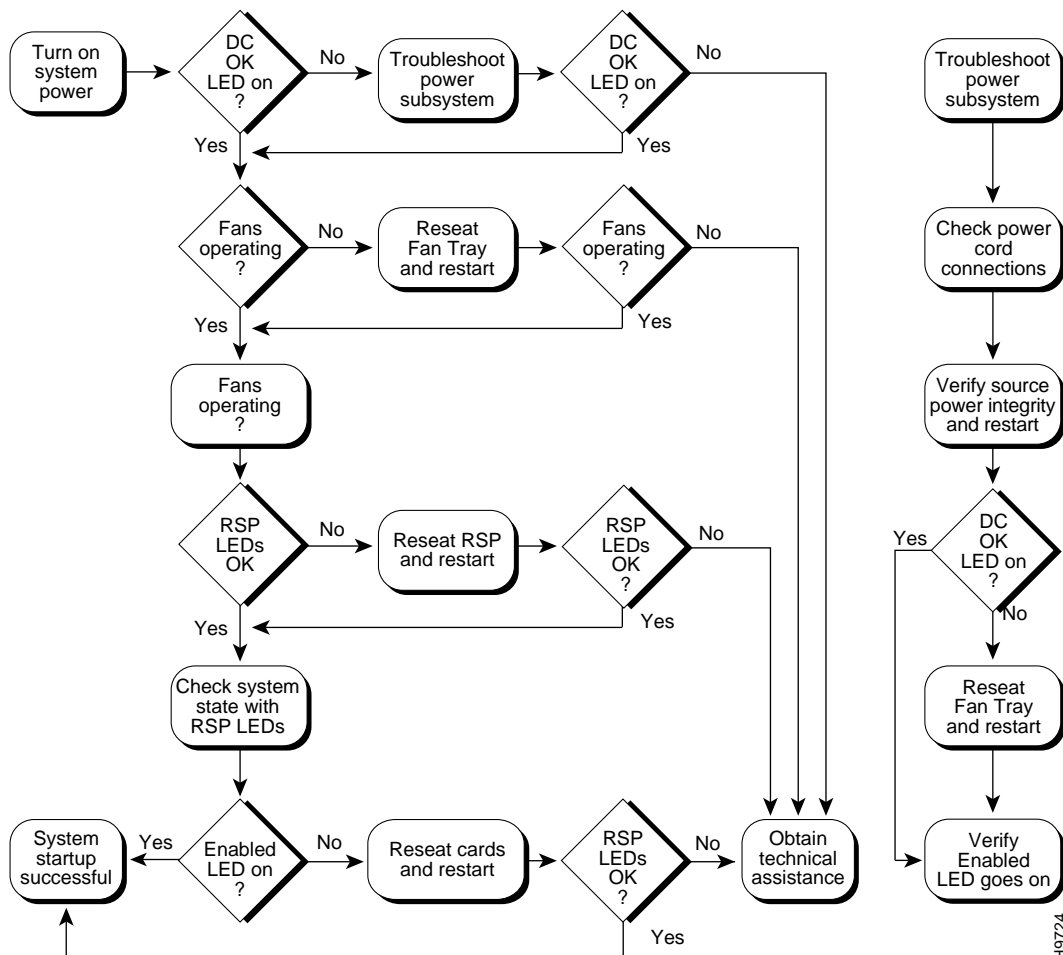 Turn on
system
power
DC
OK
LED on
?
No
Troubleshoot
power
subsystem
DC
OK
LED on
?
No
Yes
Yes
Fans
operating
?
No
Reseat
Fan Tray
and restart
Fans
operating
?
No
Yes
Yes
Fans
operating
?
RSP
LEDs
OK
No
Reseat RSP
and restart
RSP
LEDs
OK
?
No
Yes
Yes
Check system
state with
RSP LEDs
System
startup
successful
Yes
Enabled
LED on
?
No
Reseat cards
and restart
RSP
LEDs
OK
?
No
Yes
Obtain
technical
assistance
Troubleshoot
power
subsystem
Check power
cord
connections
Verify source
power integrity
and restart
Yes
DC
OK
LED on
?
No
Reseat
Fan Tray
and restart
Verify
Enabled
LED goes on
H9724